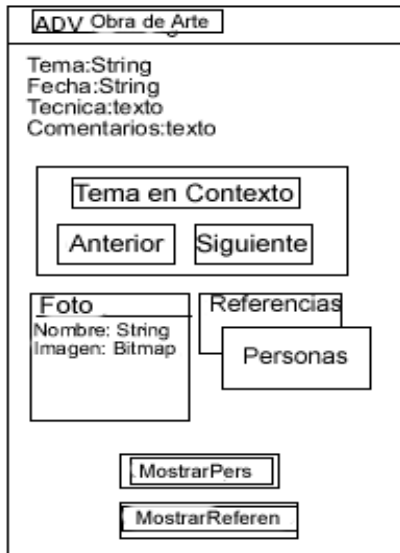 ADV Obra de Arte
Tema:String
Fecha:String
Tecnica:texto
Comentarios:texto
Tema en Contexto
Anterior Siguiente
Foto
Nombre: String
Imagen: Bitmap
Referencias
Personas
MostrarPers
MostrarReferen